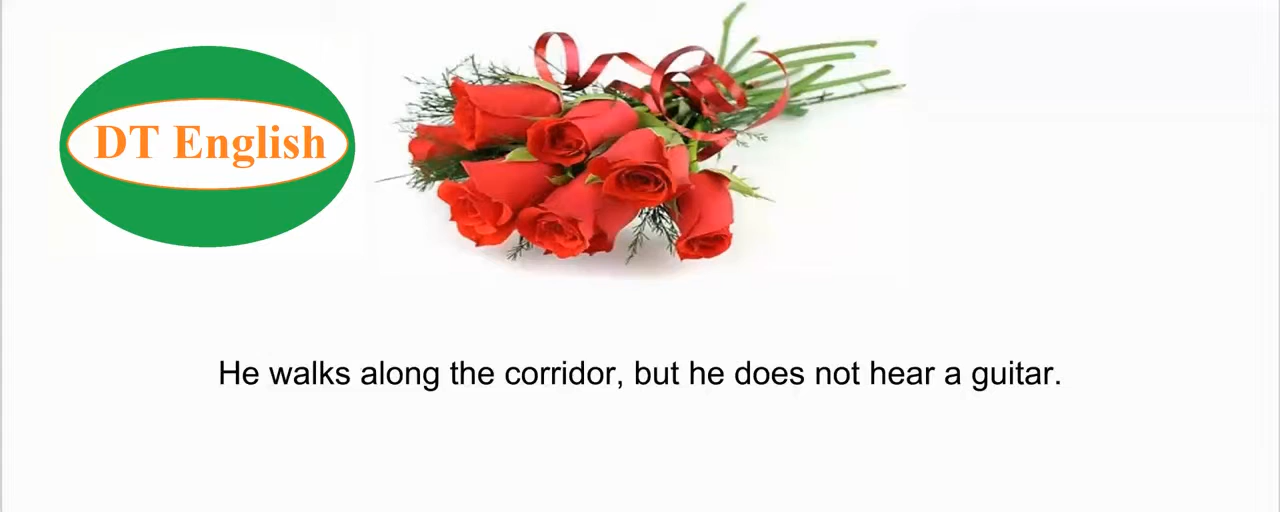 DT English
He walks along the corridor, but he does not hear a guitar.